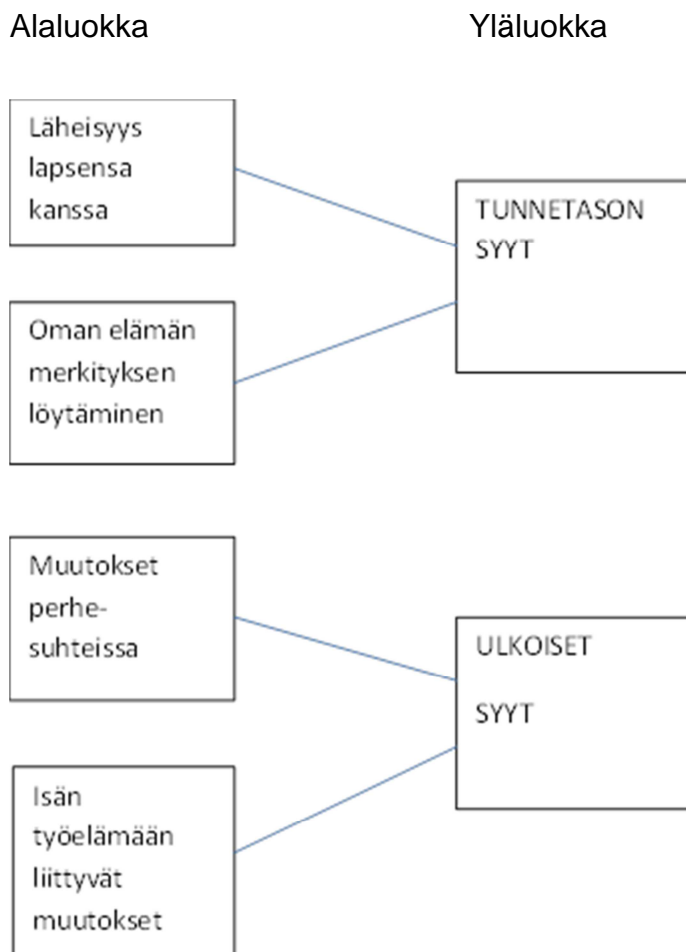 Alaluokka
Yläluokka
Läheisyys
lapsensa
kanssa
TUNNETASON
SYYT
Oman elämän
merkityksen
löytäminen
Muutokset
perhe-
suhteissa
ULKOISET
SYYT
Isän
työelämään
liittyvät
muutokset